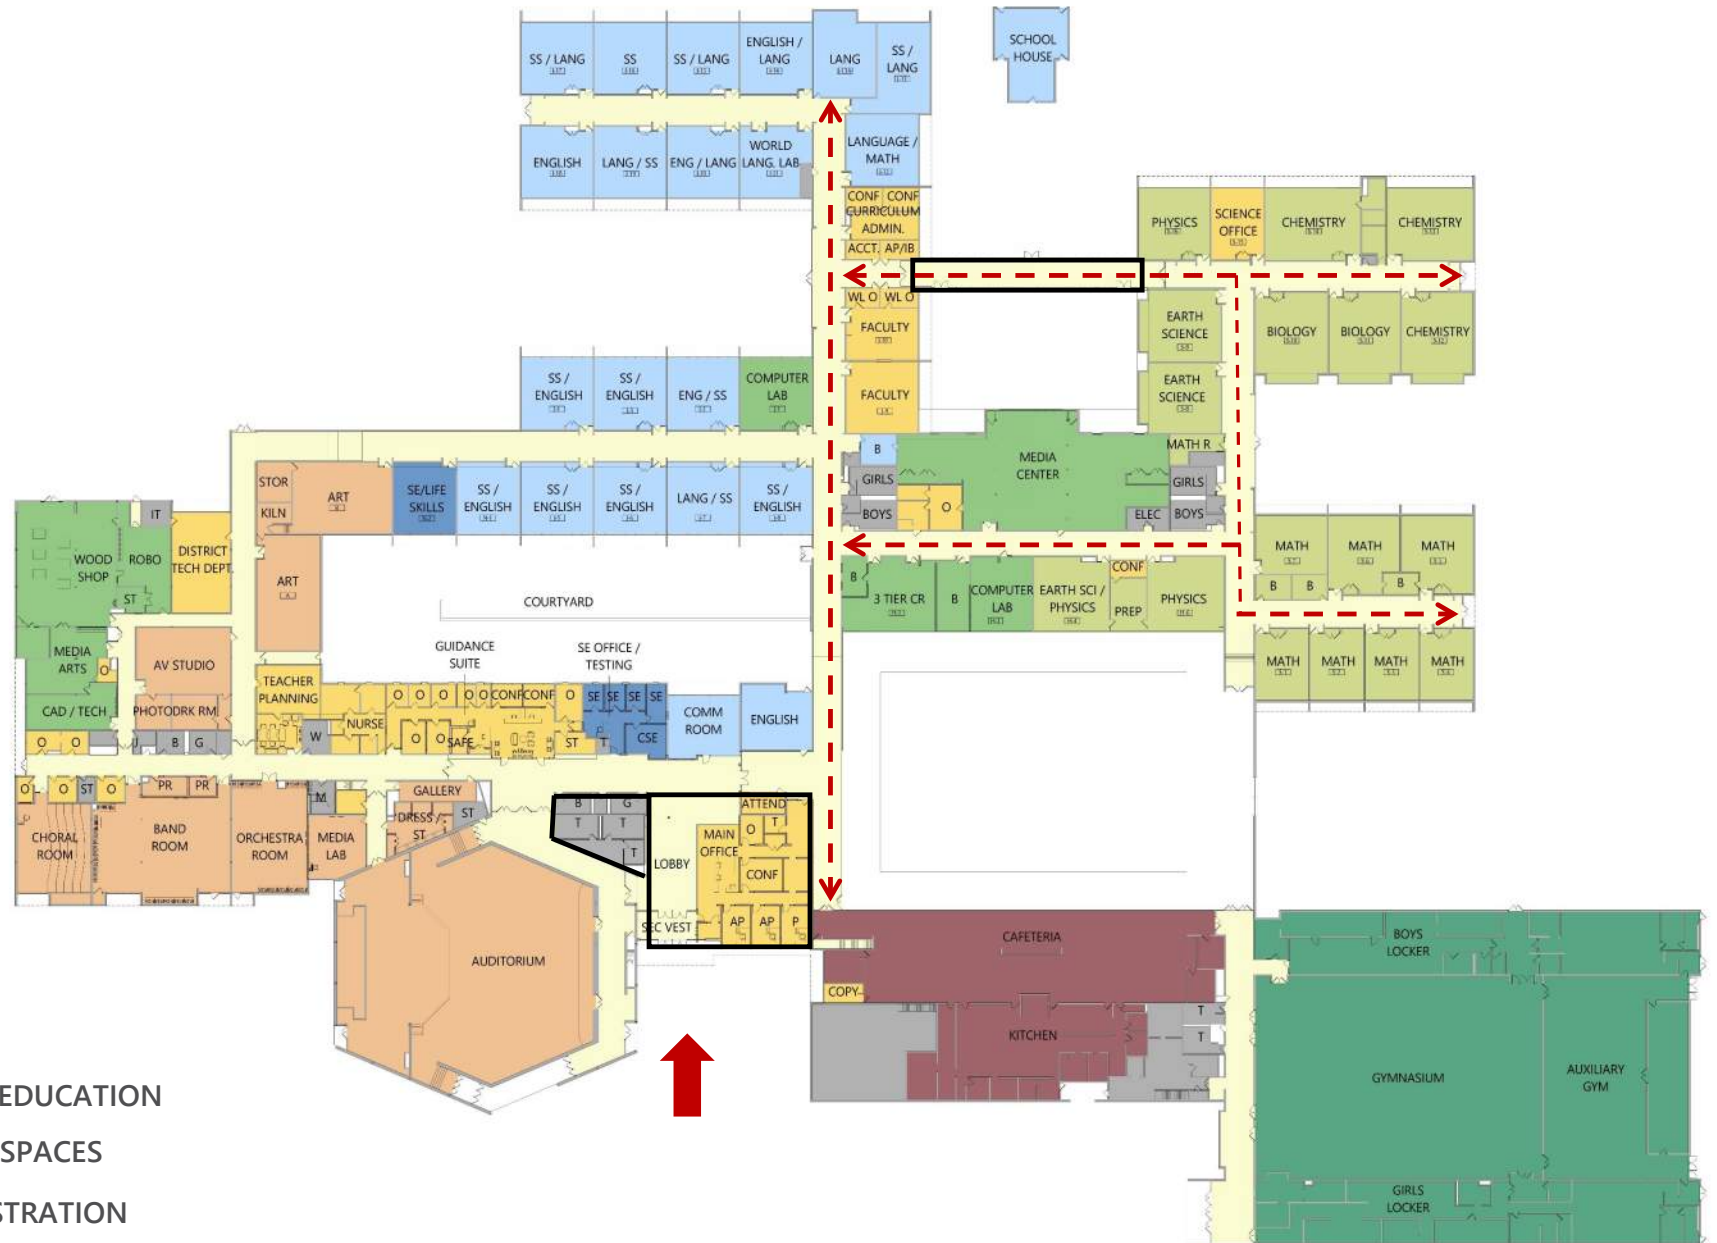 SS / LANG
SS
SS / LANG
ENGLISH /
LANG
LANG
SS /
LANG
SCHOOL
HOUSE
ENGLISH
LANG / SS
ENG / LANG
WORLD
LANG. LAB
LANGUAGE /
MATH
CONF CONF
CURRICULUM
ADMIN.
ACCT. AP/IB
PHYSICS
SCIENCE
OFFICE
CHEMISTRY
CHEMISTRY
WL O WL O
FACULTY
FACULTY
EARTH
SCIENCE
EARTH
SCIENCE
BIOLOGY
BIOLOGY
CHEMISTRY
SS /
ENGLISH
SS /
ENGLISH
ENG / SS
COMPUTER
LAB
MATH R
B
MEDIA
CENTER
GIRLS
GIRLS
BOYS
O
ELEC
BOYS
STOR
KILN
ART
SE/LIFE
SKILLS
SS /
ENGLISH
SS /
ENGLISH
SS /
ENGLISH
LANG / SS
SS /
ENGLISH
IT
WOOD
SHOP
ROBO
DISTRICT
TECH DEPT.
ST
ART
COURTYARD
B
3 TIER CR
B
COMPUTER
LAB
EARTH SCI /
PHYSICS
CONF
PREP
PHYSICS
MATH
MATH
MATH
B
B
B
MATH
MATH
MATH
MATH
MEDIA
ARTS
O
AV STUDIO
CAD / TECH
PHOTO
DRK RM
GUIDANCE
SUITE
SE OFFICE /
TESTING
TEACHER
PLANNING
O O O O O CONF CONF O
SE SE SE SE
NURSE
W
O O
SAFE
ST
T
CSE
COMM
ROOM
ENGLISH
O O
U B G
O O ST O
PR PR
M
GALLERY
DRESS /
ST
ST
B G
T T
T
ATTEND
O T
MAIN
OFFICE
LOBBY
CONF
CHORAL
ROOM
BAND
ROOM
ORCHESTRA
ROOM
MEDIA
LAB
SEC VEST
AP AP P
AUDITORIUM
CAFETERIA
COPY
KITCHEN
T
T
BOYS
LOCKER
GYMNASIUM
AUXILIARY
GYM
GIRLS
LOCKER
EDUCATION
SPACES
STRATION